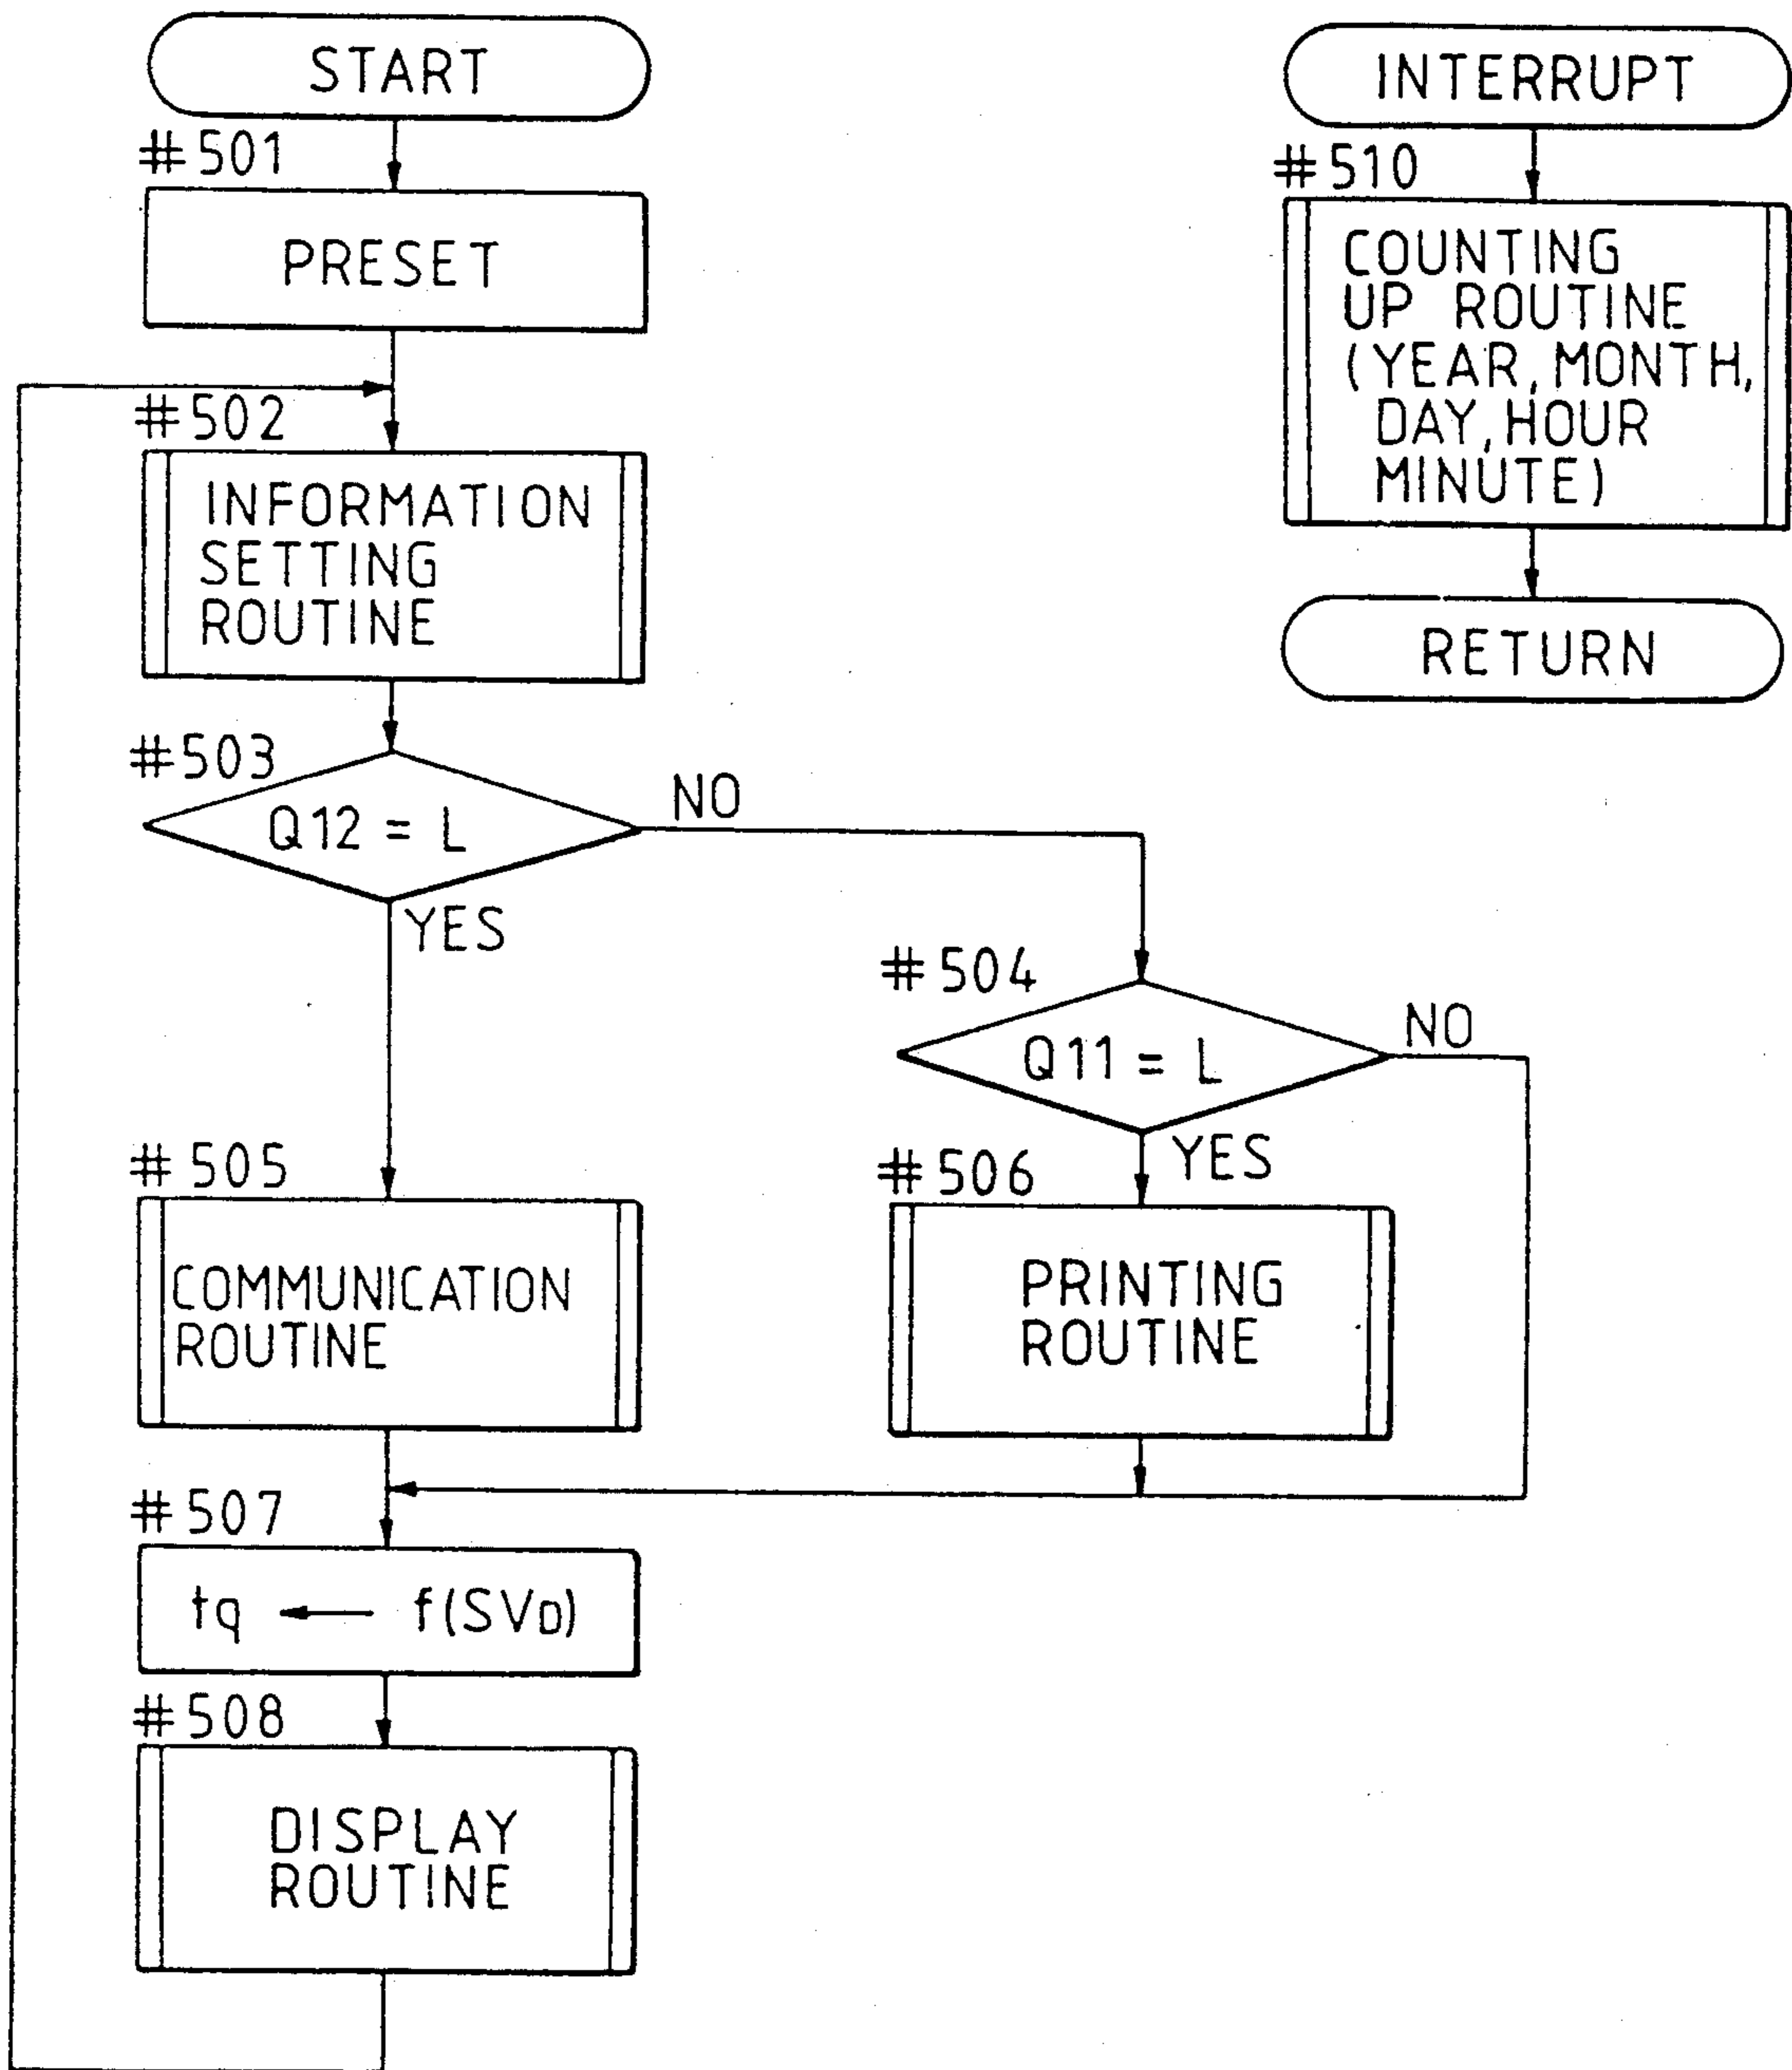 START
#501
PRESET
#502
INFORMATION
SETTING
ROUTINE
#503
Q12 = L
NO
YES
#504
Q11 = L
NO
YES
#505
COMMUNICATION
ROUTINE
#506
PRINTING
ROUTINE
#507
tq ← f(SVD)
#508
DISPLAY
ROUTINE
INTERRUPT
#510
COUNTING
UP ROUTINE
(YEAR, MONTH,
DAY, HOUR
MINUTE)
RETURN